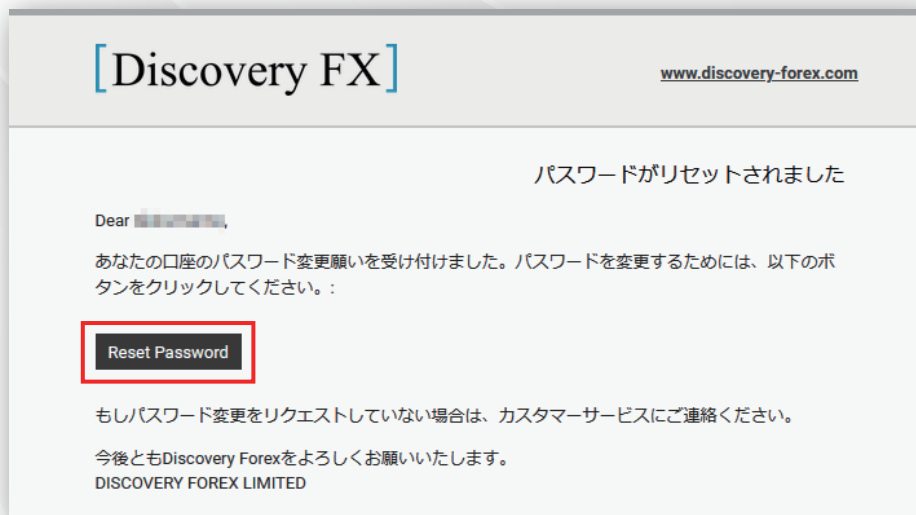 [Discovery FX]
www.discovery-forex.com
パスワードがリセットされました
Dear ,
あなたの口座のパスワード変更願いを受け付けました。パスワードを変更するためには、以下のボ
タンをクリックしてください。:
Reset Password
もしパスワード変更をリクエストしていない場合は、カスタマーサービスにご連絡ください。
今後ともDiscovery Forexをよろしくお願いいたします。
DISCOVERY FOREX LIMITED